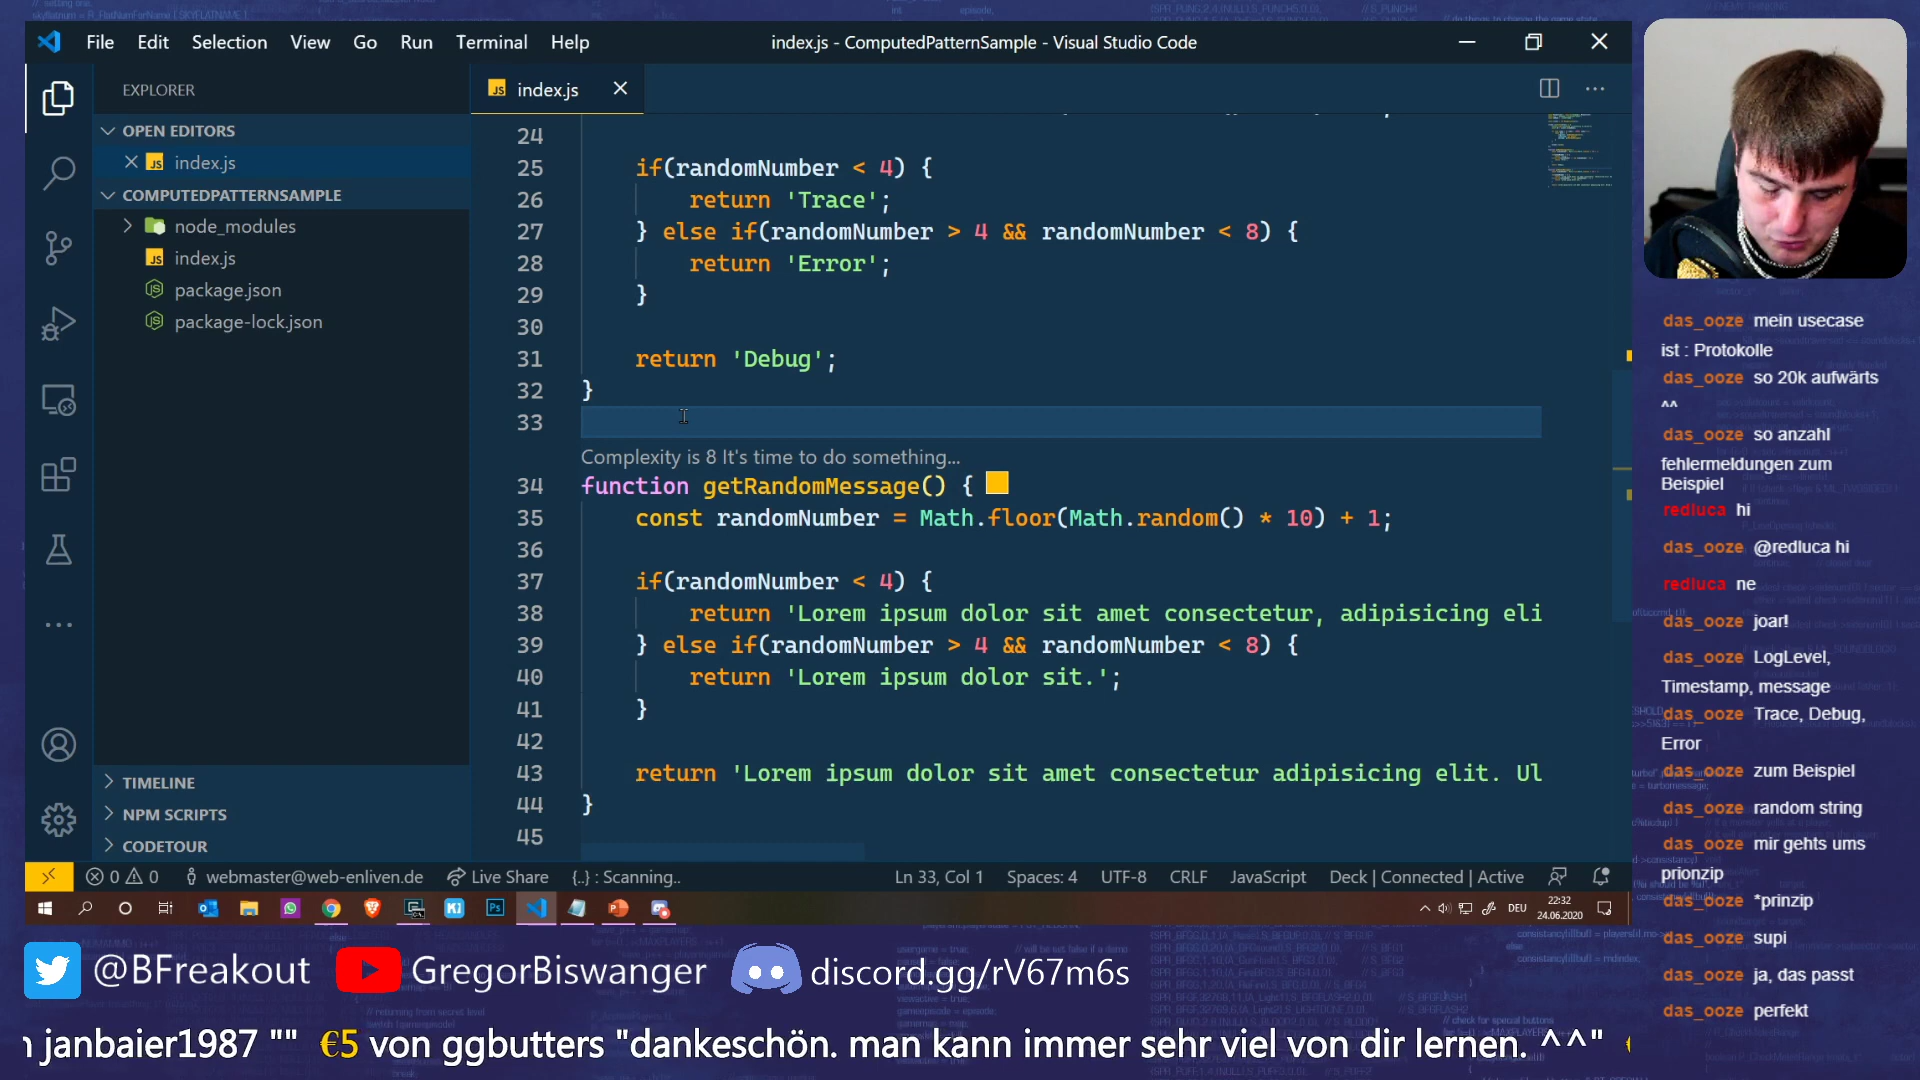 File Edit Selection View Go Run Terminal Help
index.js - ComputedPatternSample - Visual Studio Code
EXPLORER
OPEN EDITORS
index.js
COMPUTEDPATTERNSAMPLE
node_modules
index.js
package.json
package-lock.json
TIMELINE
NPM SCRIPTS
CODETOUR
index.js
24
25 if(randomNumber < 4) {
26 return 'Trace';
27 } else if(randomNumber > 4 && randomNumber < 8) {
28 return 'Error';
29 }
30
31 return 'Debug';
32 }
33
Complexity is 8 It's time to do something...
34 function getRandomMessage() {
35 const randomNumber = Math.floor(Math.random() * 10) + 1;
36
37 if(randomNumber < 4) {
38 return 'Lorem ipsum dolor sit amet consectetur, adipisicing eli
39 } else if(randomNumber > 4 && randomNumber < 8) {
40 return 'Lorem ipsum dolor sit.';
41 }
42
43 return 'Lorem ipsum dolor sit amet consectetur adipisicing elit. Ul
44 }
45
0 0 webmaster@web-enliven.de Live Share {..} : Scanning.. Ln 33, Col 1 Spaces: 4 UTF-8 CRLF JavaScript Deck | Connected | Active
DEU 22:32
24.06.2020
das_ooze mein usecase
ist : Protokolle
das_ooze so 20k aufwärts
^^
das_ooze so anzahl
fehlermeldungen zum
Beispiel
redluca hi
das_ooze @redluca hi
redluca ne
das_ooze joar!
das_ooze LogLevel,
Timestamp, message
das_ooze Trace, Debug,
Error
das_ooze zum Beispiel
das_ooze random string
das_ooze mir gehts ums
prionzip
das_ooze *prinzip
das_ooze supi
das_ooze ja, das passt
das_ooze perfekt
@BFreakout GregorBiswanger discord.gg/rV67m6s
janbaier1987 "" €5 von ggbutters "dankeschön. man kann immer sehr viel von dir lernen. ^^"